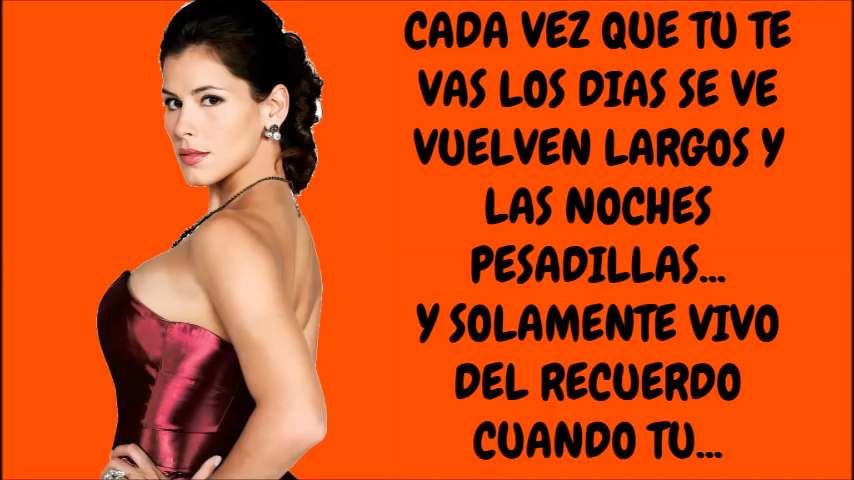 CADA VEZ QUE TU TE
VAS LOS DIAS SE VE
VUELVEN LARGOS Y
LAS NOCHES
PESADILLAS...
Y SOLAMENTE VIVO
DEL RECUERDO
CUANDO TU...